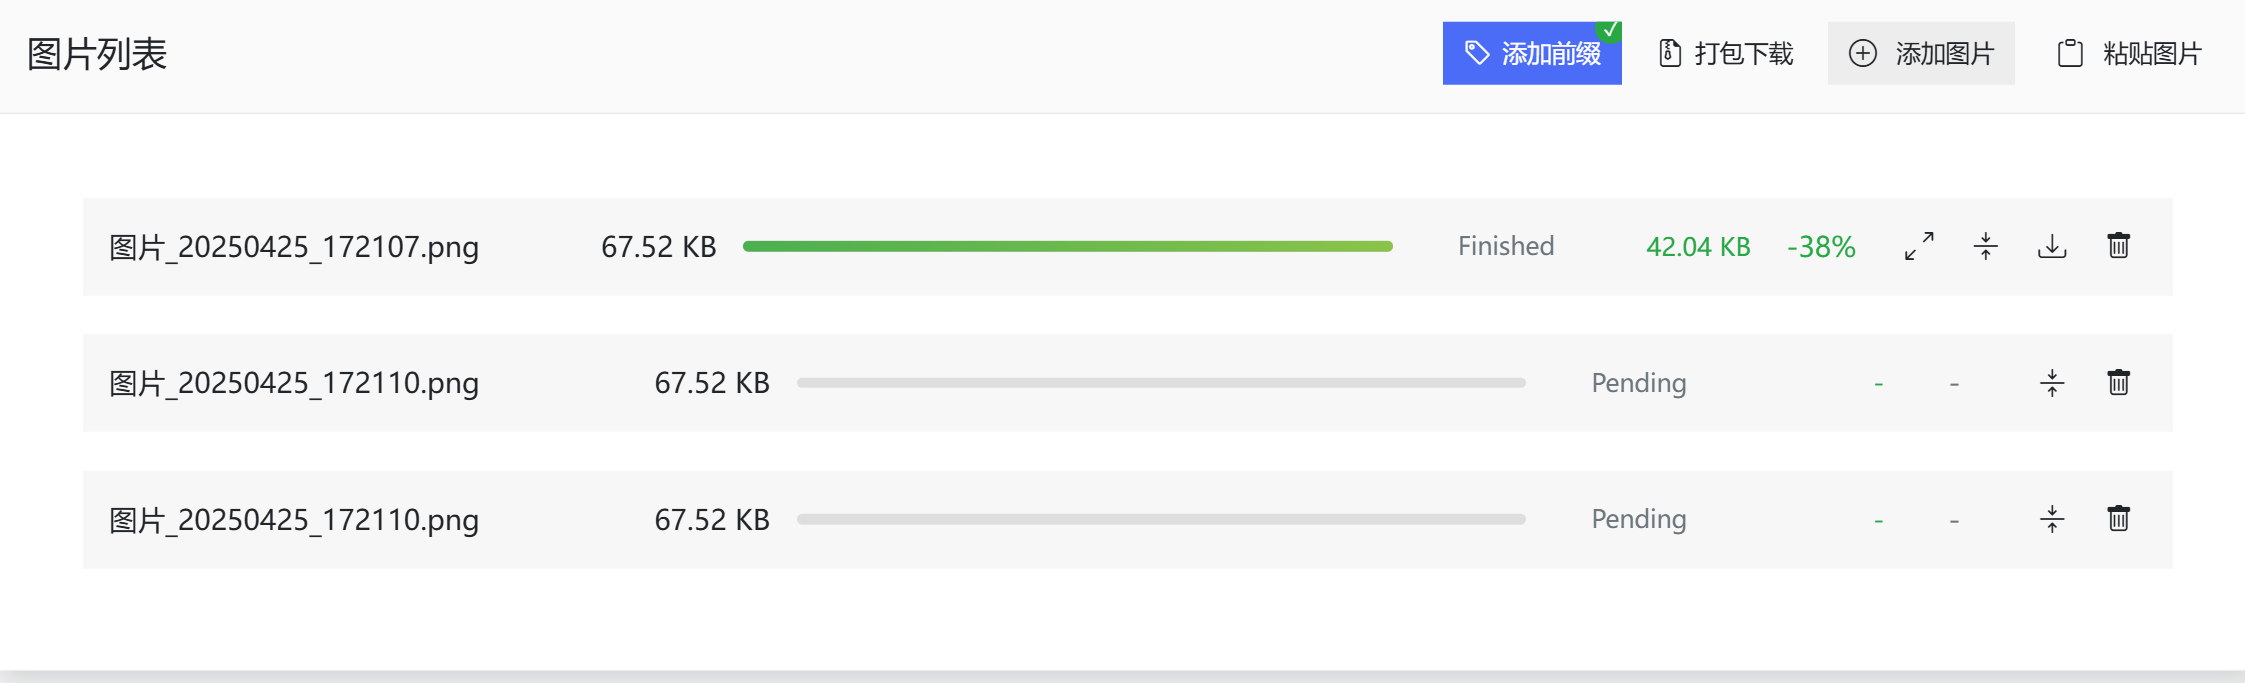 图片列表
添加前缀 打包下载 添加图片 粘贴图片
图片_20250425_172107.png 67.52 KB Finished 42.04 KB -38%
图片_20250425_172110.png 67.52 KB Pending - -
图片_20250425_172110.png 67.52 KB Pending - -